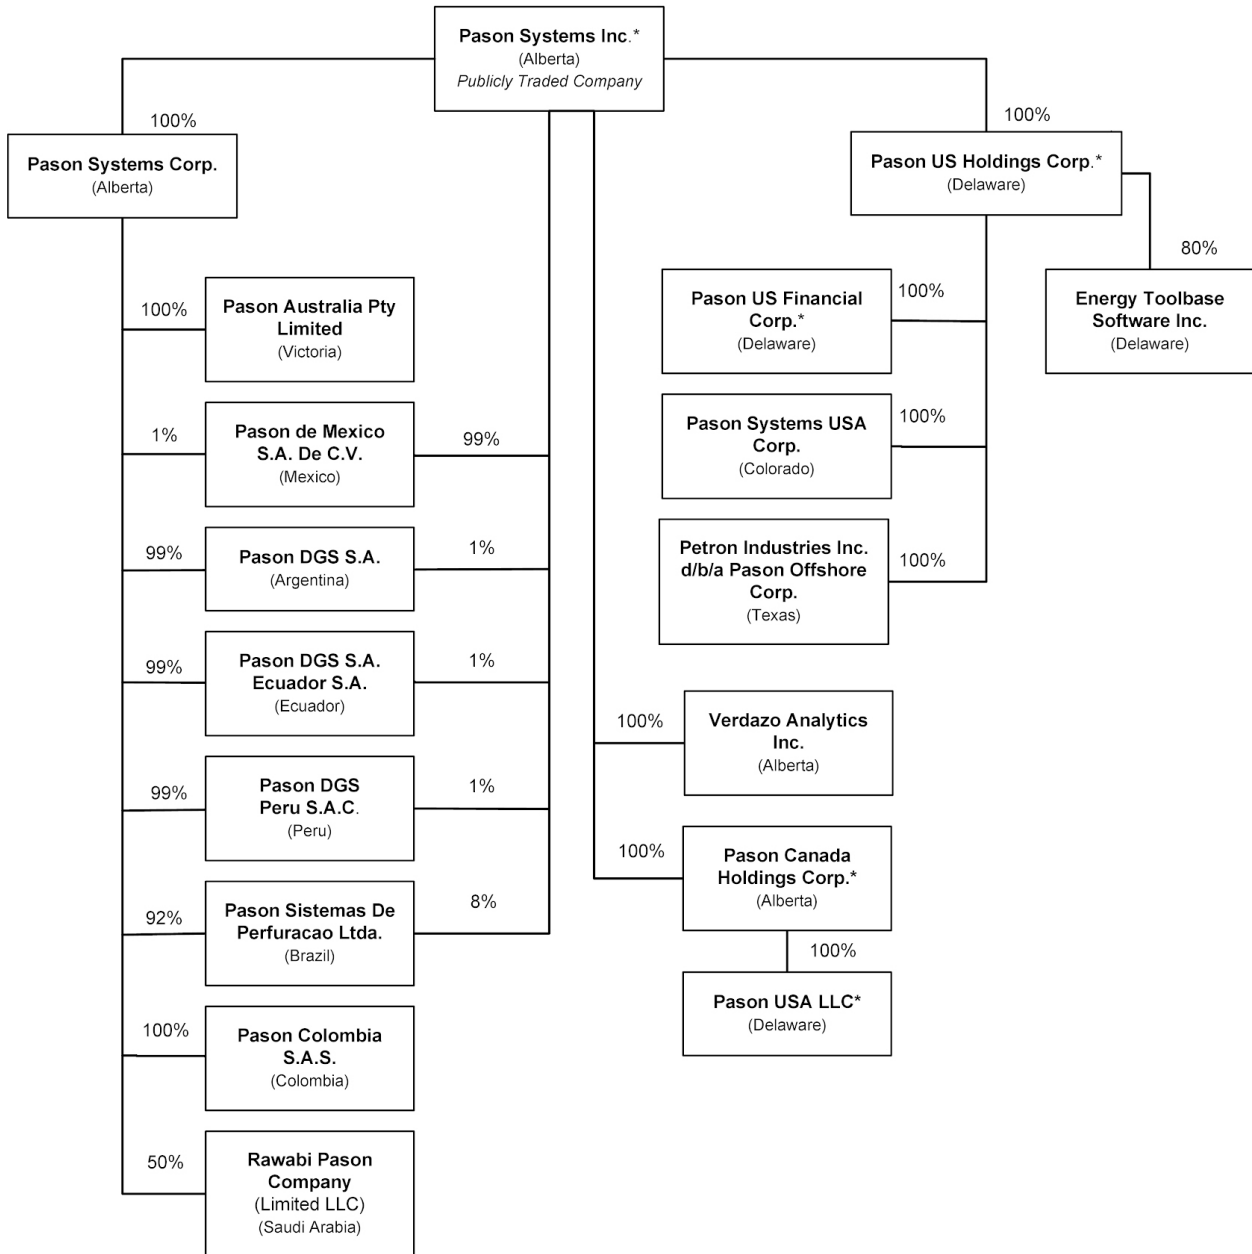 Pason Systems Inc.*
(Alberta)
Publicly Traded Company
100%
100%
Pason Systems Corp.
(Alberta)
Pason US Holdings Corp.*
(Delaware)
80%
100%
Pason Australia Pty
Limited
(Victoria)
Pason US Financial
Corp.*
(Delaware)
100%
Energy Toolbase
Software Inc.
(Delaware)
1%
Pason de Mexico
S.A. De C.V.
(Mexico)
99%
Pason Systems USA
Corp.
(Colorado)
100%
99%
Pason DGS S.A.
(Argentina)
1%
Petron Industries Inc.
d/b/a Pason Offshore
Corp.
(Texas)
100%
99%
Pason DGS S.A.
Ecuador S.A.
(Ecuador)
1%
100%
Verdazo Analytics
Inc.
(Alberta)
99%
Pason DGS
Peru S.A.C.
(Peru)
1%
100%
Pason Canada
Holdings Corp.*
(Alberta)
92%
Pason Sistemas De
Perfuracao Ltda.
(Brazil)
8%
100%
Pason USA LLC*
(Delaware)
100%
Pason Colombia
S.A.S.
(Colombia)
50%
Rawabi Pason
Company
(Limited LLC)
(Saudi Arabia)